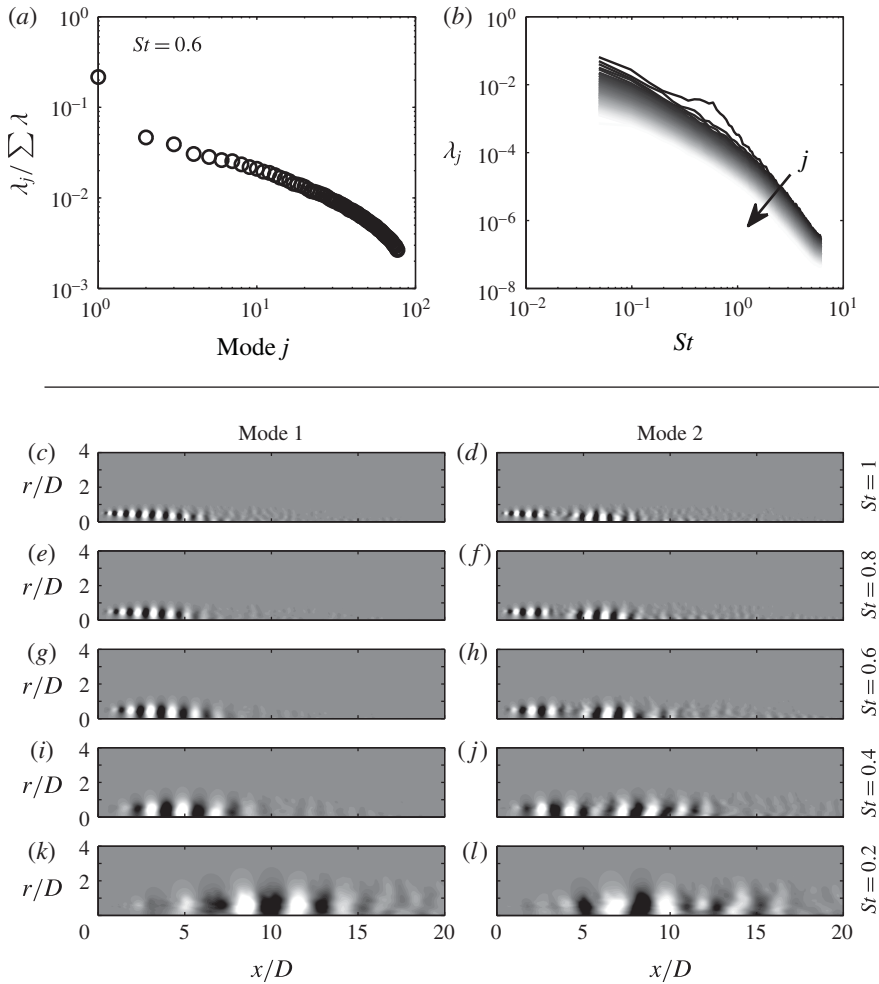 (a)
St = 0.6
10^0
10^-1
10^-2
10^-3
λj / ∑ λ
10^0
10^1
10^2
Mode j
(b)
10^0
10^-2
10^-4
10^-6
10^-8
λj
j
10^-2
10^-1
10^0
10^1
St
Mode 1
Mode 2
(c)
4
r/D
2
0
(d)
St = 1
(e)
4
r/D
2
0
(f)
St = 0.8
(g)
4
r/D
2
0
(h)
St = 0.6
(i)
4
r/D
2
0
(j)
St = 0.4
(k)
4
r/D
2
(l)
St = 0.2
0 5 10 15 20
0 5 10 15 20
x/D
x/D